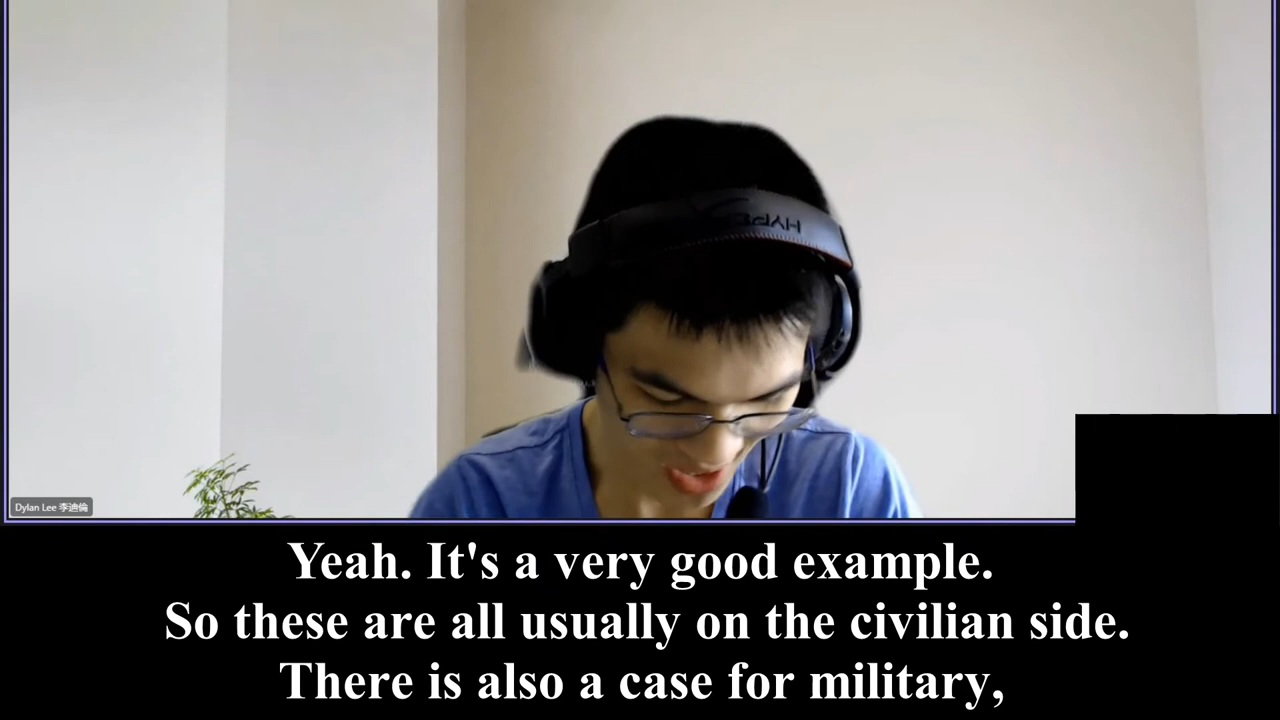 HYPERX
Dylan Lee 李迪倫
Yeah. It's a very good example.
So these are all usually on the civilian side.
There is also a case for military,